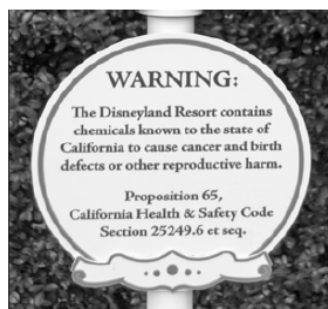 WARNING:
The Disneyland Resort contains
chemicals known to the state of
California to cause cancer and birth
defects or other reproductive harm.
Proposition 65,
California Health & Safety Code
Section 25249.6 et seq.